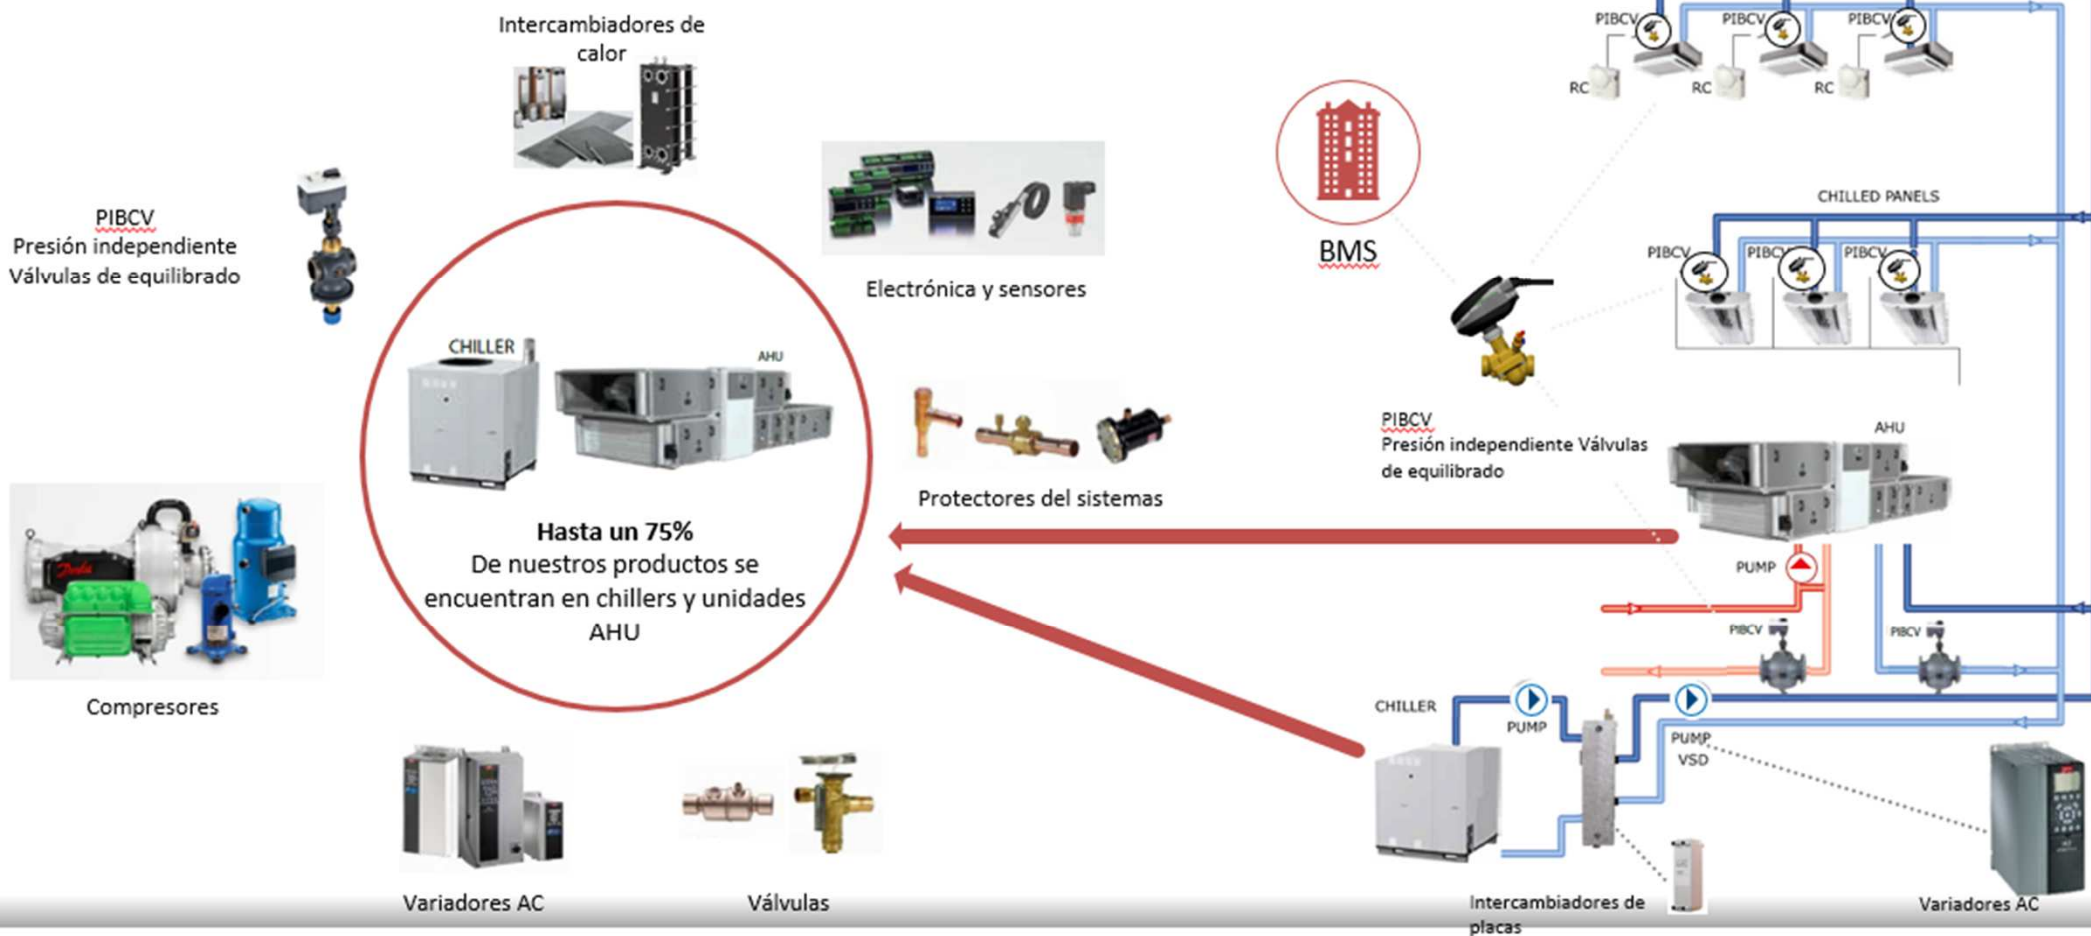 Intercambiadores de
calor
PIBCV
Presión independiente
Válvulas de equilibrado
Electrónica y sensores
CHILLER
AHU
Protectores del sistemas
Hasta un 75%
De nuestros productos se
encuentran en chillers y unidades
AHU
Danfoss
Compresores
Variadores AC
Válvulas
BMS
PIBCV
PIBCV
PIBCV
RC
RC
RC
CHILLED PANELS
PIBCV
PIBCV
PIBCV
PIBCV
Presión independiente Válvulas
de equilibrado
AHU
PUMP
PIBCV
PIBCV
CHILLER
PUMP
PUMP
VSD
Intercambiadores de
placas
Variadores AC